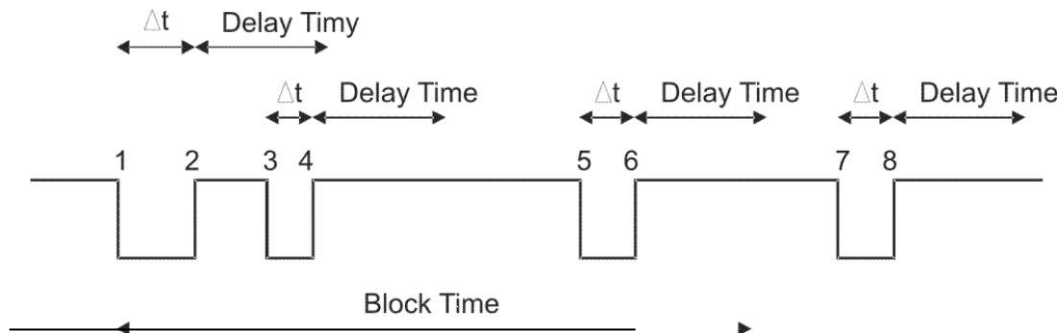 Δt Delay Timy
Δt Delay Time Δt Delay Time Δt Delay Time
1 2 3 4 5 6 7 8
Block Time